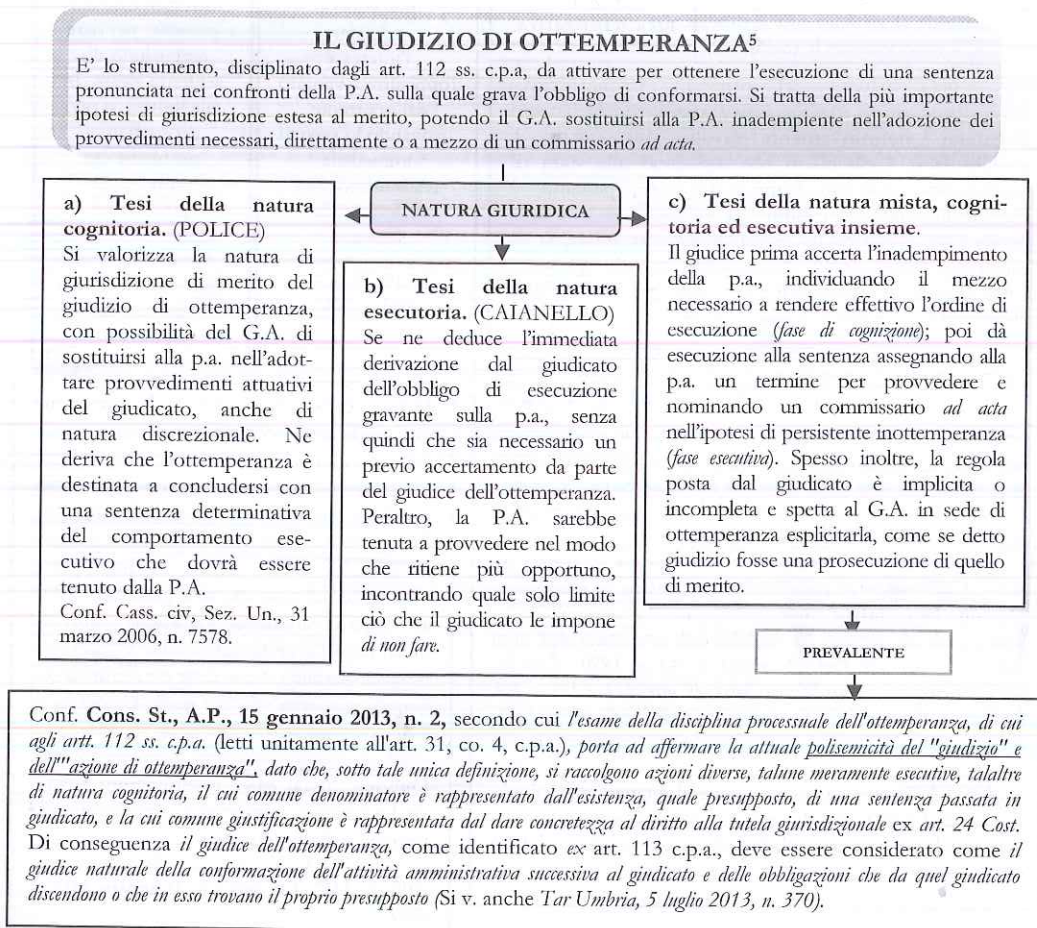 IL GIUDIZIO DI OTTEMPERANZA⁵
E' lo strumento, disciplinato dagli art. 112 ss. c.p.a, da attivare per ottenere l'esecuzione di una sentenza
pronunciata nei confronti della P.A. sulla quale grava l'obbligo di conformarsi. Si tratta della più importante
ipotesi di giurisdizione estesa al merito, potendo il G.A. sostituirsi alla P.A. inadempiente nell'adozione dei
provvedimenti necessari, direttamente o a mezzo di un commissario ad acta.
NATURA GIURIDICA
a) Tesi della natura
cognitoria. (POLICE)
Si valorizza la natura di
giurisdizione di merito del
giudizio di ottemperanza,
con possibilità del G.A. di
sostituirsi alla p.a. nell'adot-
tare provvedimenti attuativi
del giudicato, anche di
natura discrezionale. Ne
deriva che l'ottemperanza è
destinata a concludersi con
una sentenza determinativa
del comportamento ese-
cutivo che dovrà essere
tenuto dalla P.A.
Conf. Cass. civ, Sez. Un., 31
marzo 2006, n. 7578.
b) Tesi della natura
esecutoria. (CAIANELLO)
Se ne deduce l'immediata
derivazione dal giudicato
dell'obbligo di esecuzione
gravante sulla p.a., senza
quindi che sia necessario un
previo accertamento da parte
del giudice dell'ottemperanza.
Peraltro, la P.A. sarebbe
tenuta a provvedere nel modo
che ritiene più opportuno,
incontrando quale solo limite
ciò che il giudicato le impone
di non fare.
c) Tesi della natura mista, cogni-
toria ed esecutiva insieme.
Il giudice prima accerta l'inadempimento
della p.a., individuando il mezzo
necessario a rendere effettivo l'ordine di
esecuzione (fase di cognizione); poi dà
esecuzione alla sentenza assegnando alla
p.a. un termine per provvedere e
nominando un commissario ad acta
nell'ipotesi di persistente inottemperanza
(fase esecutiva). Spesso inoltre, la regola
posta dal giudicato è implicita o
incompleta e spetta al G.A. in sede di
ottemperanza esplicitarla, come se detto
giudizio fosse una prosecuzione di quello
di merito.
PREVALENTE
Conf. Cons. St., A.P., 15 gennaio 2013, n. 2, secondo cui l'esame della disciplina processuale dell'ottemperanza, di cui
agli artt. 112 ss. c.p.a. (letti unitamente all'art. 31, co. 4, c.p.a.), porta ad affermare la attuale polisemicità del "giudizio" e
dell'"azione di ottemperanza", dato che, sotto tale unica definizione, si raccolgono azioni diverse, talune meramente esecutive, talaltre
di natura cognitoria, il cui comune denominatore è rappresentato dall'esistenza, quale presupposto, di una sentenza passata in
giudicato, e la cui comune giustificazione è rappresentata dal dare concretezza al diritto alla tutela giurisdizionale ex art. 24 Cost.
Di conseguenza il giudice dell'ottemperanza, come identificato ex art. 113 c.p.a., deve essere considerato come il
giudice naturale della conformazione dell'attività amministrativa successiva al giudicato e delle obbligazioni che da quel giudicato
discendono o che in esso trovano il proprio presupposto (Si v. anche Tar Umbria, 5 luglio 2013, n. 370).